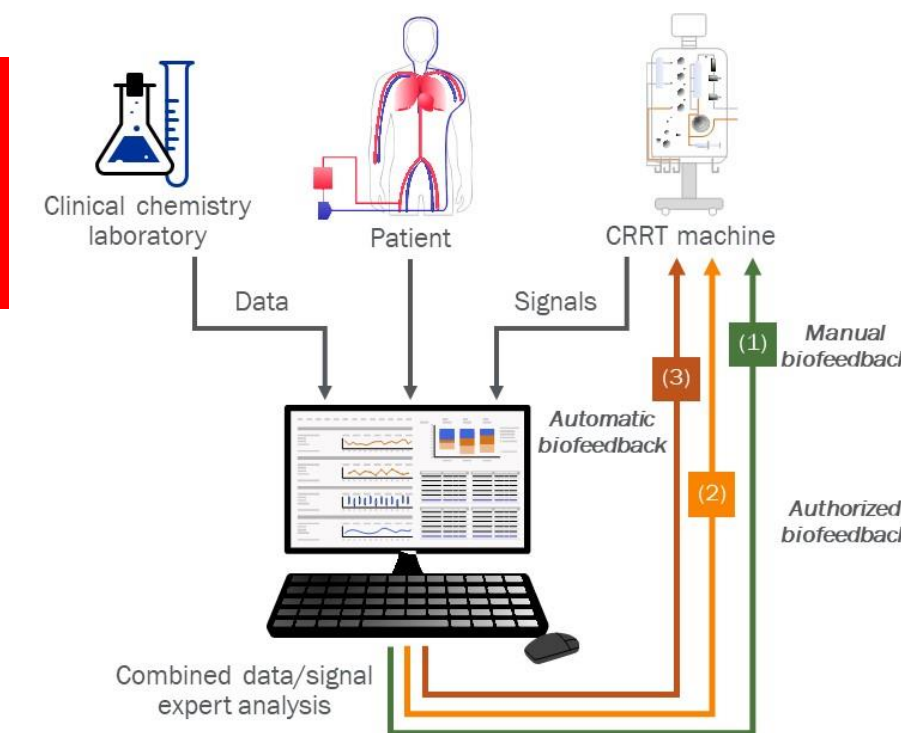 Clinical chemistry
laboratory
Patient
CRRT machine
Data
Signals
(1)
Manual
biofeedback
(3)
Automatic
biofeedback
(2)
Authorized
biofeedback
Combined data/signal
expert analysis